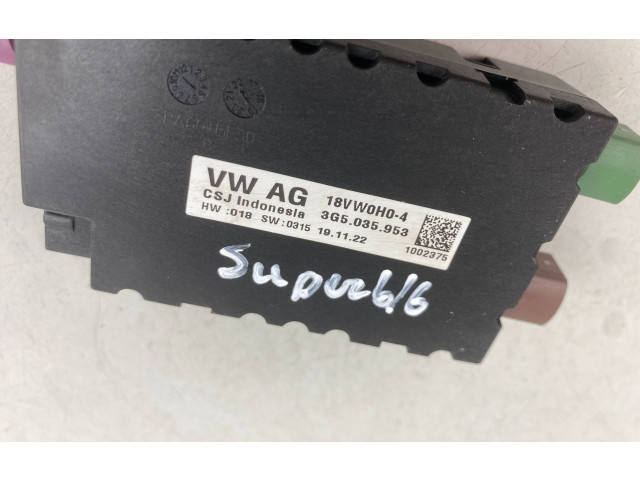 VW AG 18VW0H0-4
CSJ Indonesia 3G5.035.953
HW :018 SW:0315 19.11.22
1002375
Superb/6